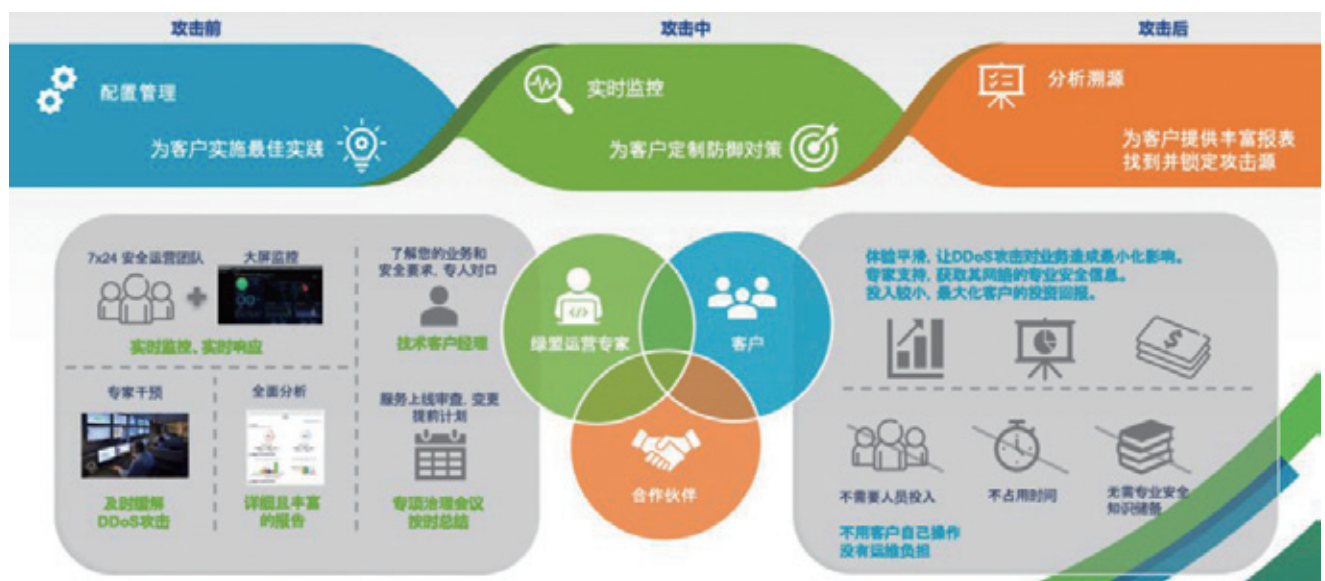 攻击前
攻击中
攻击后
配置管理
为客户实施最佳实践
实时监控
为客户定制防御对策
分析溯源
为客户提供丰富报表
找到并锁定攻击源
7x24 安全运营团队
大屏监控
实时监控、实时响应
了解您的业务和
安全要求，专人对口
技术客户经理
专家干预
及时缓解
DDoS攻击
全面分析
详细且丰富
的报告
服务上线审查，变更
提前计划
专项治理会议
按时总结
绿盟运营专家
客户
合作伙伴
体验平滑，让DDoS攻击对业务造成最小化影响。
专家支持，获取其网络的专业安全信息。
投入较小，最大化客户的投资回报。
不需要人员投入
不占用时间
无需专业安全
知识储备
不用客户自己操作
没有运维负担